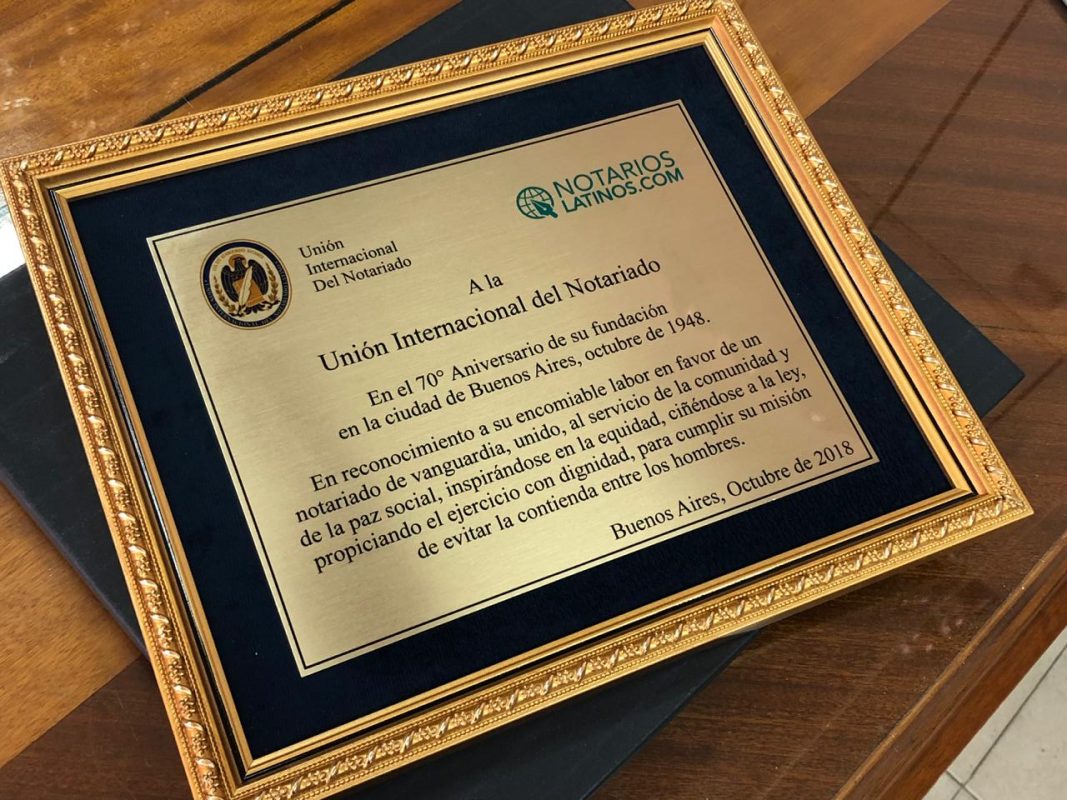 Unión
Internacional
Del Notariado
NOTARIOS
LATINOS.COM
A la
Unión Internacional del Notariado
En el 70° Aniversario de su fundación
en la ciudad de Buenos Aires, octubre de 1948.
En reconocimiento a su encomiable labor en favor de un
notariado de vanguardia, unido, al servicio de la comunidad y
de la paz social, inspirándose en la equidad, ciñéndose a la ley,
propiciando el ejercicio con dignidad, para cumplir su misión
de evitar la contienda entre los hombres.
Buenos Aires, Octubre de 2018